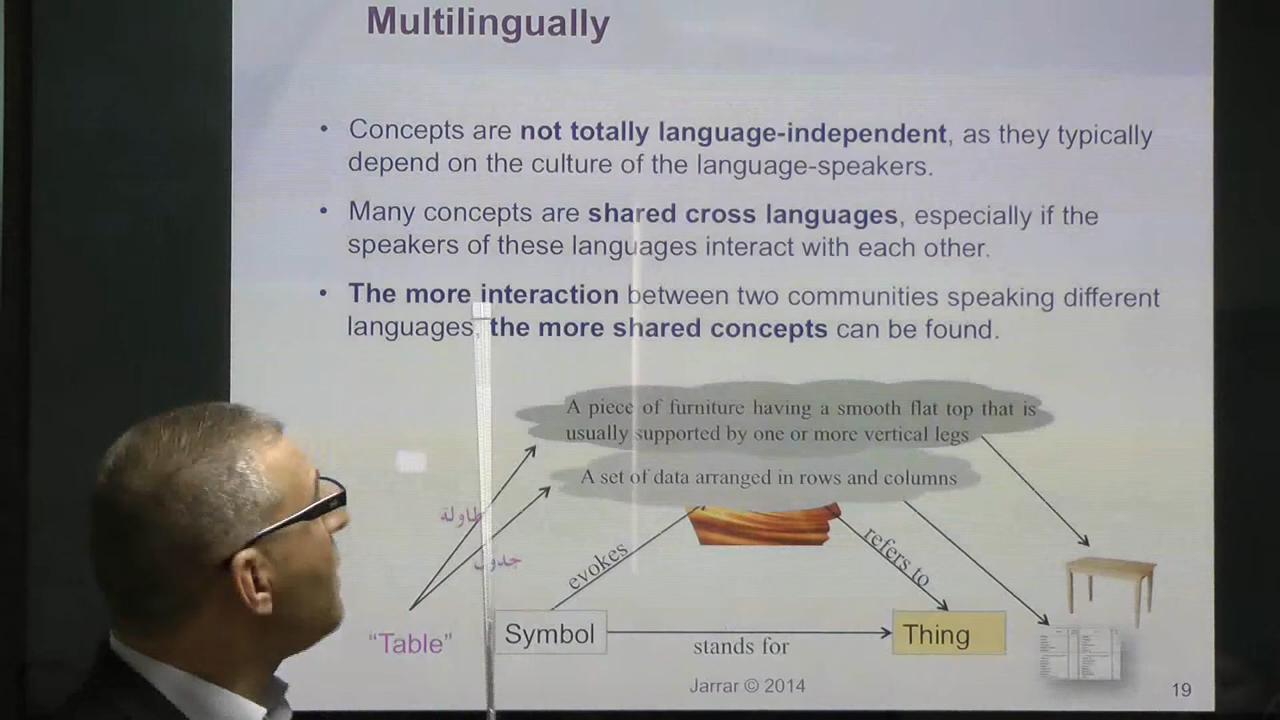 Multilingually
• Concepts are not totally language-independent, as they typically
depend on the culture of the language-speakers.
• Many concepts are shared cross languages, especially if the
speakers of these languages interact with each other.
• The more interaction between two communities speaking different
languages, the more shared concepts can be found.
A piece of furniture having a smooth flat top that is
usually supported by one or more vertical legs
A set of data arranged in rows and columns
طاولة
جدول
evokes
refers to
"Table"
Symbol
stands for
Thing
Jarrar © 2014
19